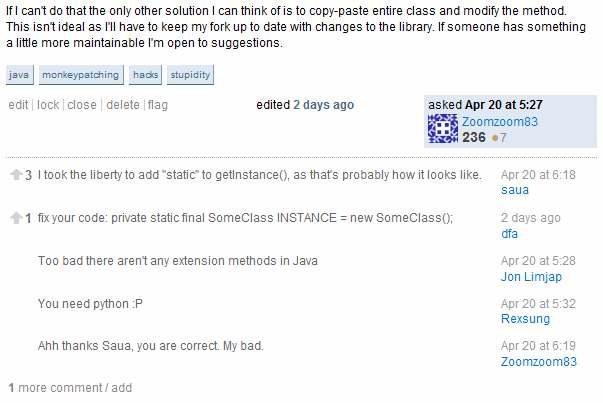 If I can't do that the only other solution I can think of is to copy-paste entire class and modify the method.
This isn't ideal as I'll have to keep my fork up to date with changes to the library. If someone has something
a little more maintainable I'm open to suggestions.
java monkeypatching hacks stupidity
edit | lock | close | delete | flag
edited 2 days ago
asked Apr 20 at 5:27
Zoomzoom83
236 ●7
3 I took the liberty to add "static" to getInstance(), as that's probably how it looks like.
Apr 20 at 6:18
saua
1 fix your code: private static final SomeClass INSTANCE = new SomeClass();
2 days ago
dfa
Too bad there aren't any extension methods in Java
Apr 20 at 5:28
Jon Limjap
You need python :P
Apr 20 at 5:32
Rexsung
Ahh thanks Saua, you are correct. My bad.
Apr 20 at 6:19
Zoomzoom83
1 more comment / add